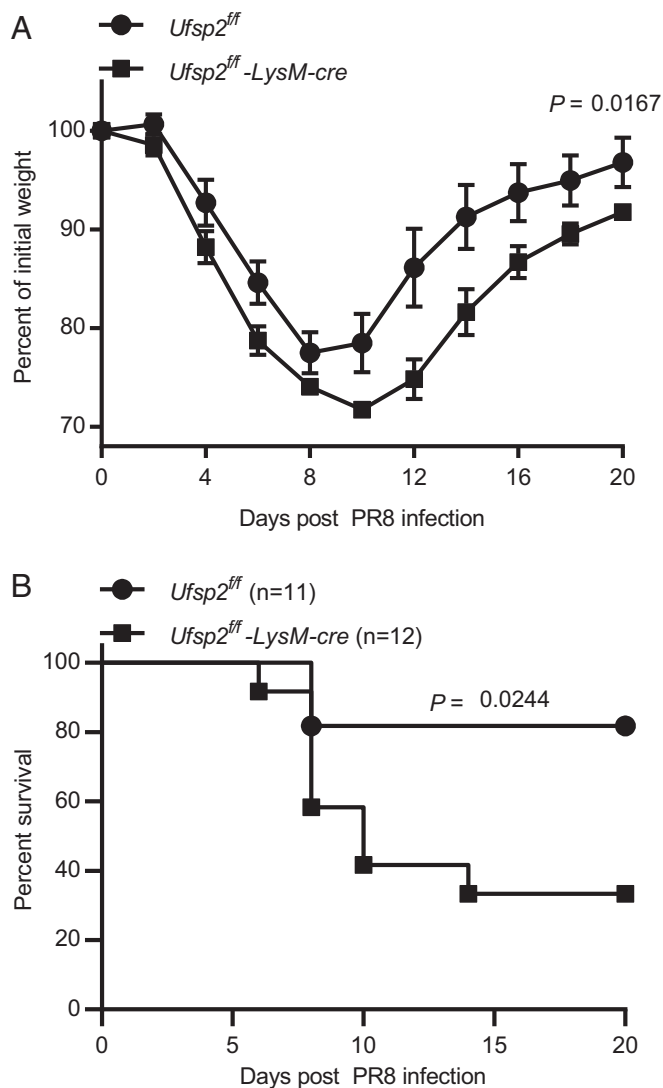 A
Ufsp2f/f
Ufsp2f/f -LysM-cre
P = 0.0167
Percent of initial weight
100
90
80
70
0 4 8 12 16 20
Days post PR8 infection
B
Ufsp2f/f (n=11)
Ufsp2f/f -LysM-cre (n=12)
P = 0.0244
Percent survival
100
80
60
40
20
0
0 5 10 15 20
Days post PR8 infection